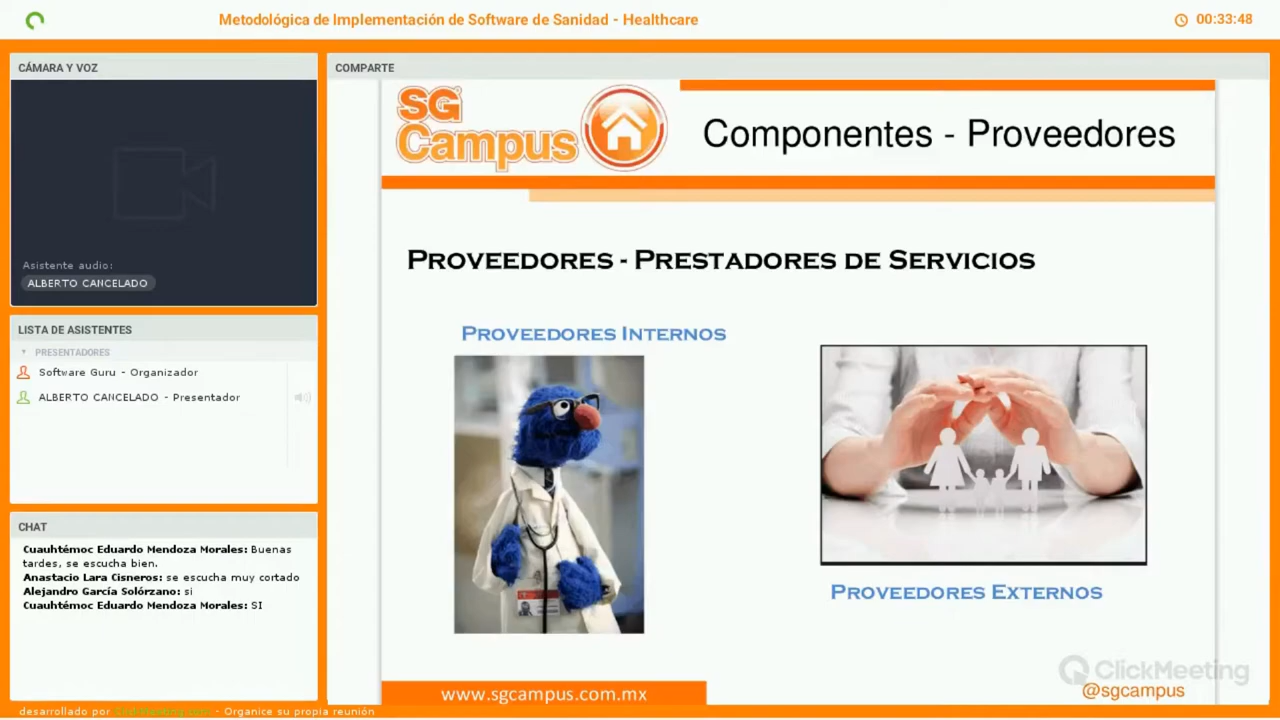 Metodológica de Implementación de Software de Sanidad - Healthcare
00:33:48
CÁMARA Y VOZ
Asistente audio:
ALBERTO CANCELADO
LISTA DE ASISTENTES
PRESENTADORES
Software Guru - Organizador
ALBERTO CANCELADO - Presentador
CHAT
Cuauhtémoc Eduardo Mendoza Morales: Buenas
tardes, se escucha bien.
Anastacio Lara Cisneros: se escucha muy cortado
Alejandro García Solórzano: si
Cuauhtémoc Eduardo Mendoza Morales: SI
COMPARTE
SG
Campus
Componentes - Proveedores
PROVEEDORES - PRESTADORES DE SERVICIOS
PROVEEDORES INTERNOS
PROVEEDORES EXTERNOS
www.sgcampus.com.mx
ClickMeeting
@sgcampus
desarrollado por ClickMeeting.com - Organice su propia reunión